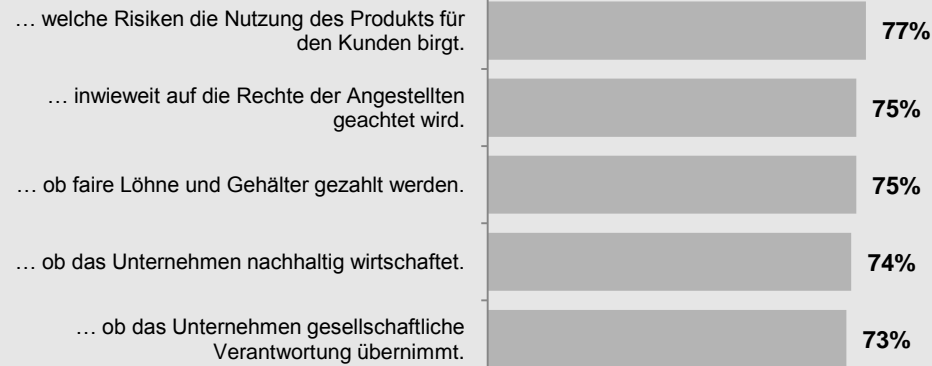 … welche Risiken die Nutzung des Produkts für
den Kunden birgt.
77%
… inwieweit auf die Rechte der Angestellten
geachtet wird.
75%
… ob faire Löhne und Gehälter gezahlt werden.
75%
… ob das Unternehmen nachhaltig wirtschaftet.
74%
… ob das Unternehmen gesellschaftliche
Verantwortung übernimmt.
73%